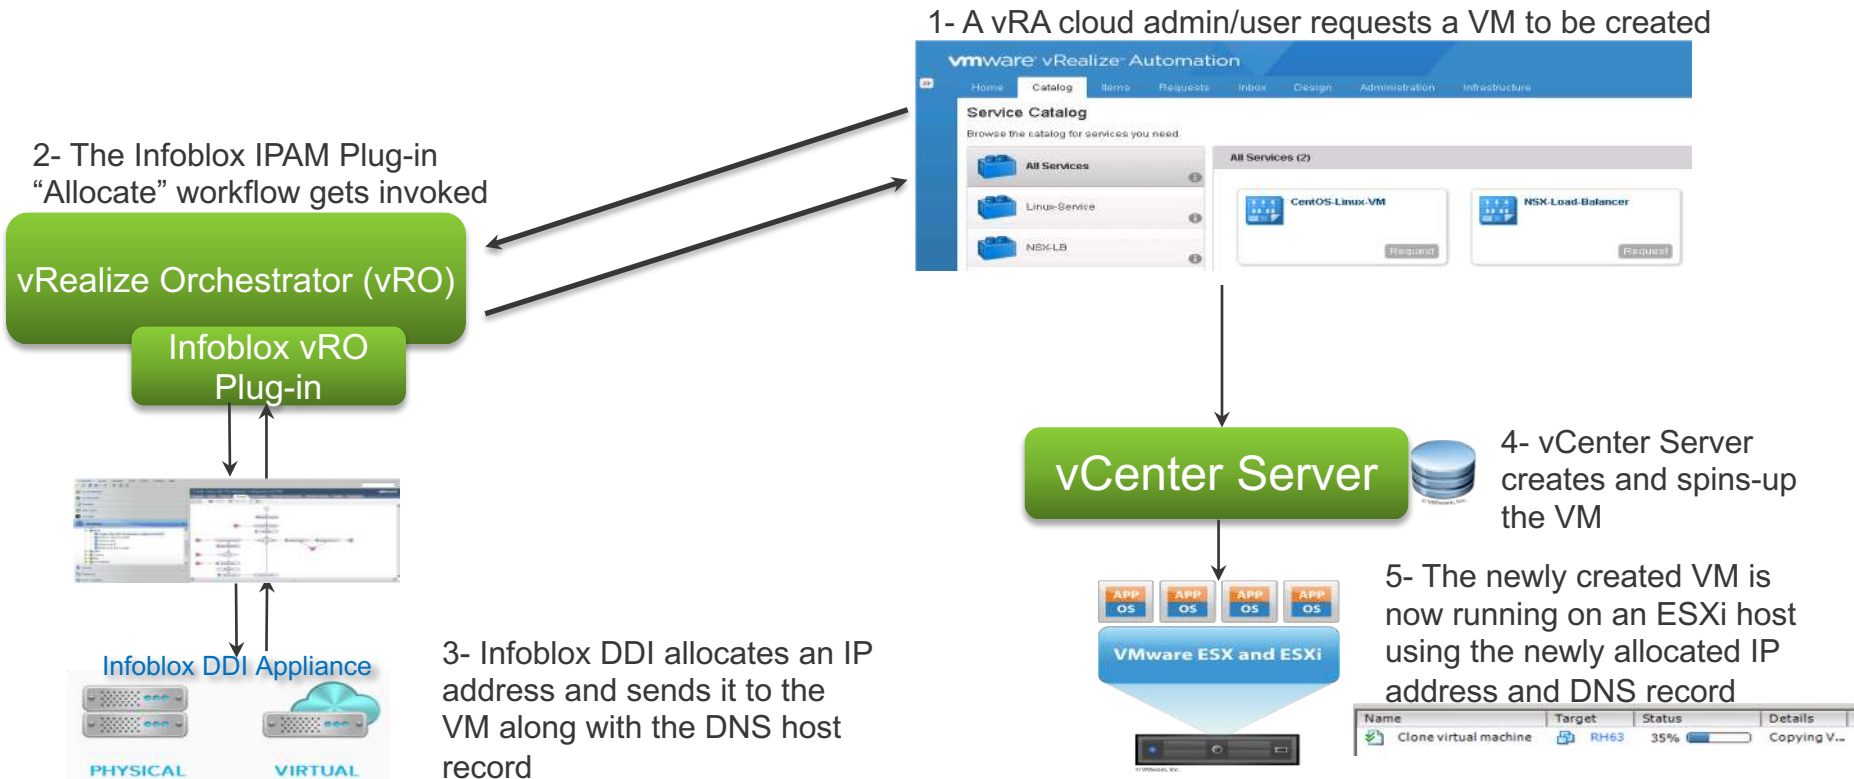 1- A vRA cloud admin/user requests a VM to be created
vmware vRealize Automation
Home Catalog Items Requests Inbox Design Administration Infrastructure
Service Catalog
Browse the catalog for services you need.
All Services
Linux-Service
NSX-LB
All Services (2)
CentOS-Linux-VM
Request
NSX-Load-Balancer
Request
2- The Infoblox IPAM Plug-in
“Allocate” workflow gets invoked
vRealize Orchestrator (vRO)
Infoblox vRO
Plug-in
Infoblox DDI Appliance
PHYSICAL
VIRTUAL
3- Infoblox DDI allocates an IP
address and sends it to the
VM along with the DNS host
record
vCenter Server
© VMware, Inc.
4- vCenter Server
creates and spins-up
the VM
APP OS
APP OS
APP OS
APP OS
VMware ESX and ESXi
© VMware, Inc.
5- The newly created VM is
now running on an ESXi host
using the newly allocated IP
address and DNS record
Name Target Status Details
Clone virtual machine RH63 35% Copying V...